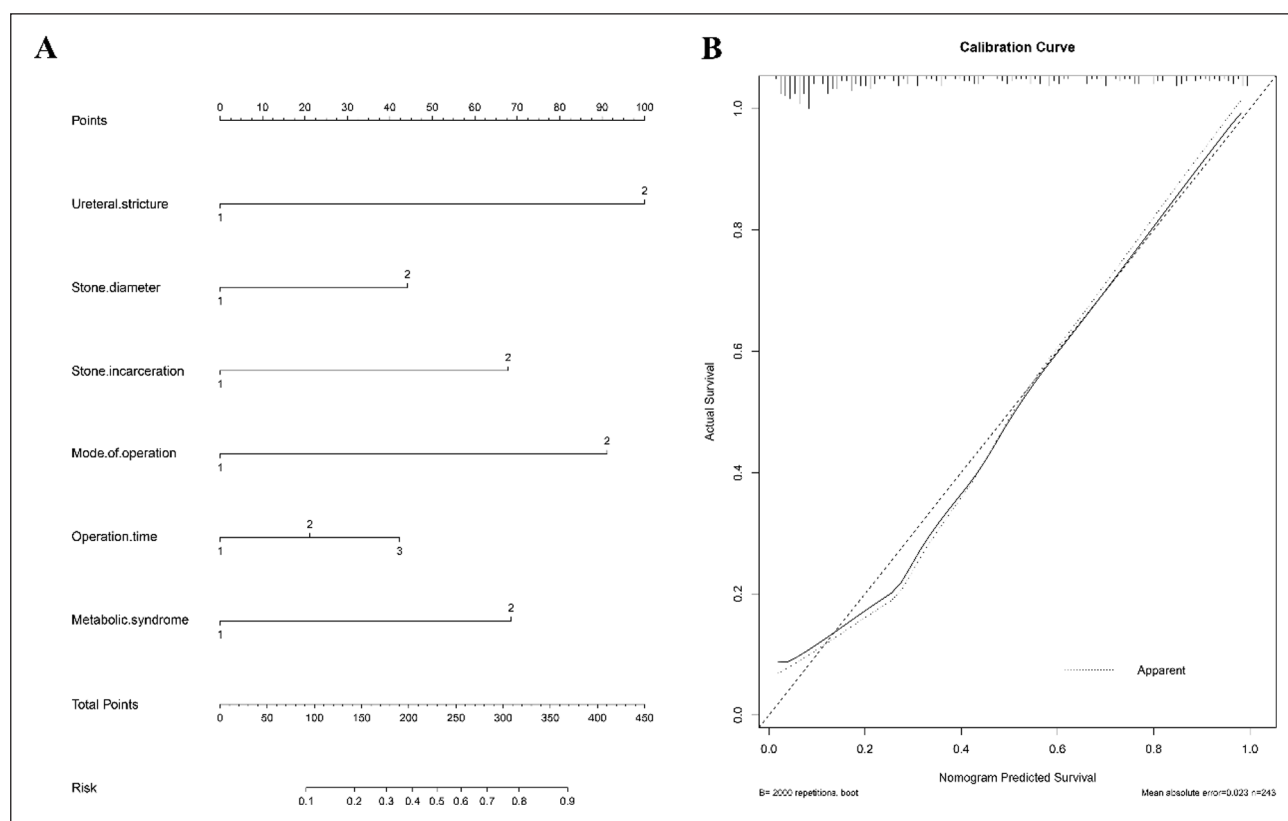 A
0 10 20 30 40 50 60 70 80 90 100
Points
2
Ureteral.stricture
1
2
Stone.diameter
1
2
Stone.incarceration
1
2
Mode.of.operation
1
2
Operation.time
1 3
2
Metabolic.syndrome
1
Total Points
0 50 100 150 200 250 300 350 400 450
Risk
0.1 0.2 0.3 0.4 0.5 0.6 0.7 0.8 0.9
B
Calibration Curve
Actual Survival
1.0
0.8
0.6
0.4
0.2
0.0
Apparent
0.0 0.2 0.4 0.6 0.8 1.0
Nomogram Predicted Survival
B= 2000 repetitions, boot
Mean absolute error=0.023 n=243